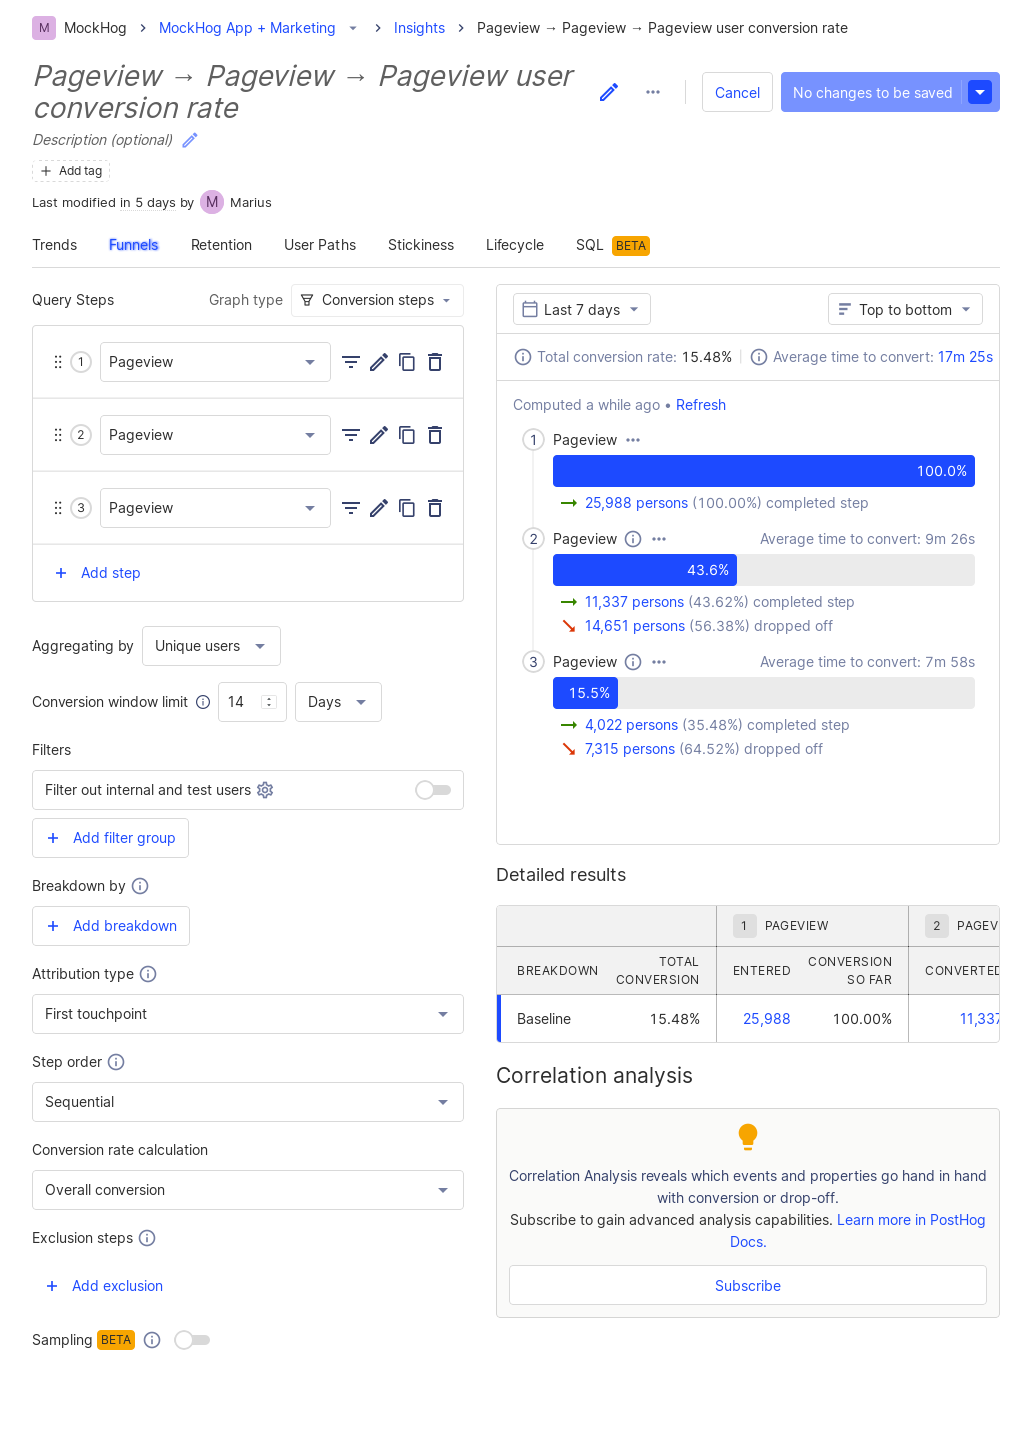 M MockHog > MockHog App + Marketing > Insights > Pageview → Pageview → Pageview user conversion rate
Pageview → Pageview → Pageview user
conversion rate
Cancel
No changes to be saved
Description (optional)
Add tag
Last modified in 5 days by M Marius
Trends Funnels Retention User Paths Stickiness Lifecycle SQL BETA
Query Steps
Graph type Conversion steps
1 Pageview
2 Pageview
3 Pageview
Add step
Aggregating by Unique users
Conversion window limit 14 Days
Filters
Filter out internal and test users
Add filter group
Breakdown by
Add breakdown
Attribution type
First touchpoint
Step order
Sequential
Conversion rate calculation
Overall conversion
Exclusion steps
Add exclusion
Sampling BETA
Last 7 days
Top to bottom
Total conversion rate: 15.48%
Average time to convert: 17m 25s
Computed a while ago • Refresh
1 Pageview
100.0%
25,988 persons (100.00%) completed step
2 Pageview
Average time to convert: 9m 26s
43.6%
11,337 persons (43.62%) completed step
14,651 persons (56.38%) dropped off
3 Pageview
Average time to convert: 7m 58s
15.5%
4,022 persons (35.48%) completed step
7,315 persons (64.52%) dropped off
Detailed results
1 PAGEVIEW 2 PAGEV
BREAKDOWN TOTAL CONVERSION ENTERED CONVERSION SO FAR CONVERTED
Baseline 15.48% 25,988 100.00% 11,337
Correlation analysis
Correlation Analysis reveals which events and properties go hand in hand
with conversion or drop-off.
Subscribe to gain advanced analysis capabilities. Learn more in PostHog
Docs.
Subscribe